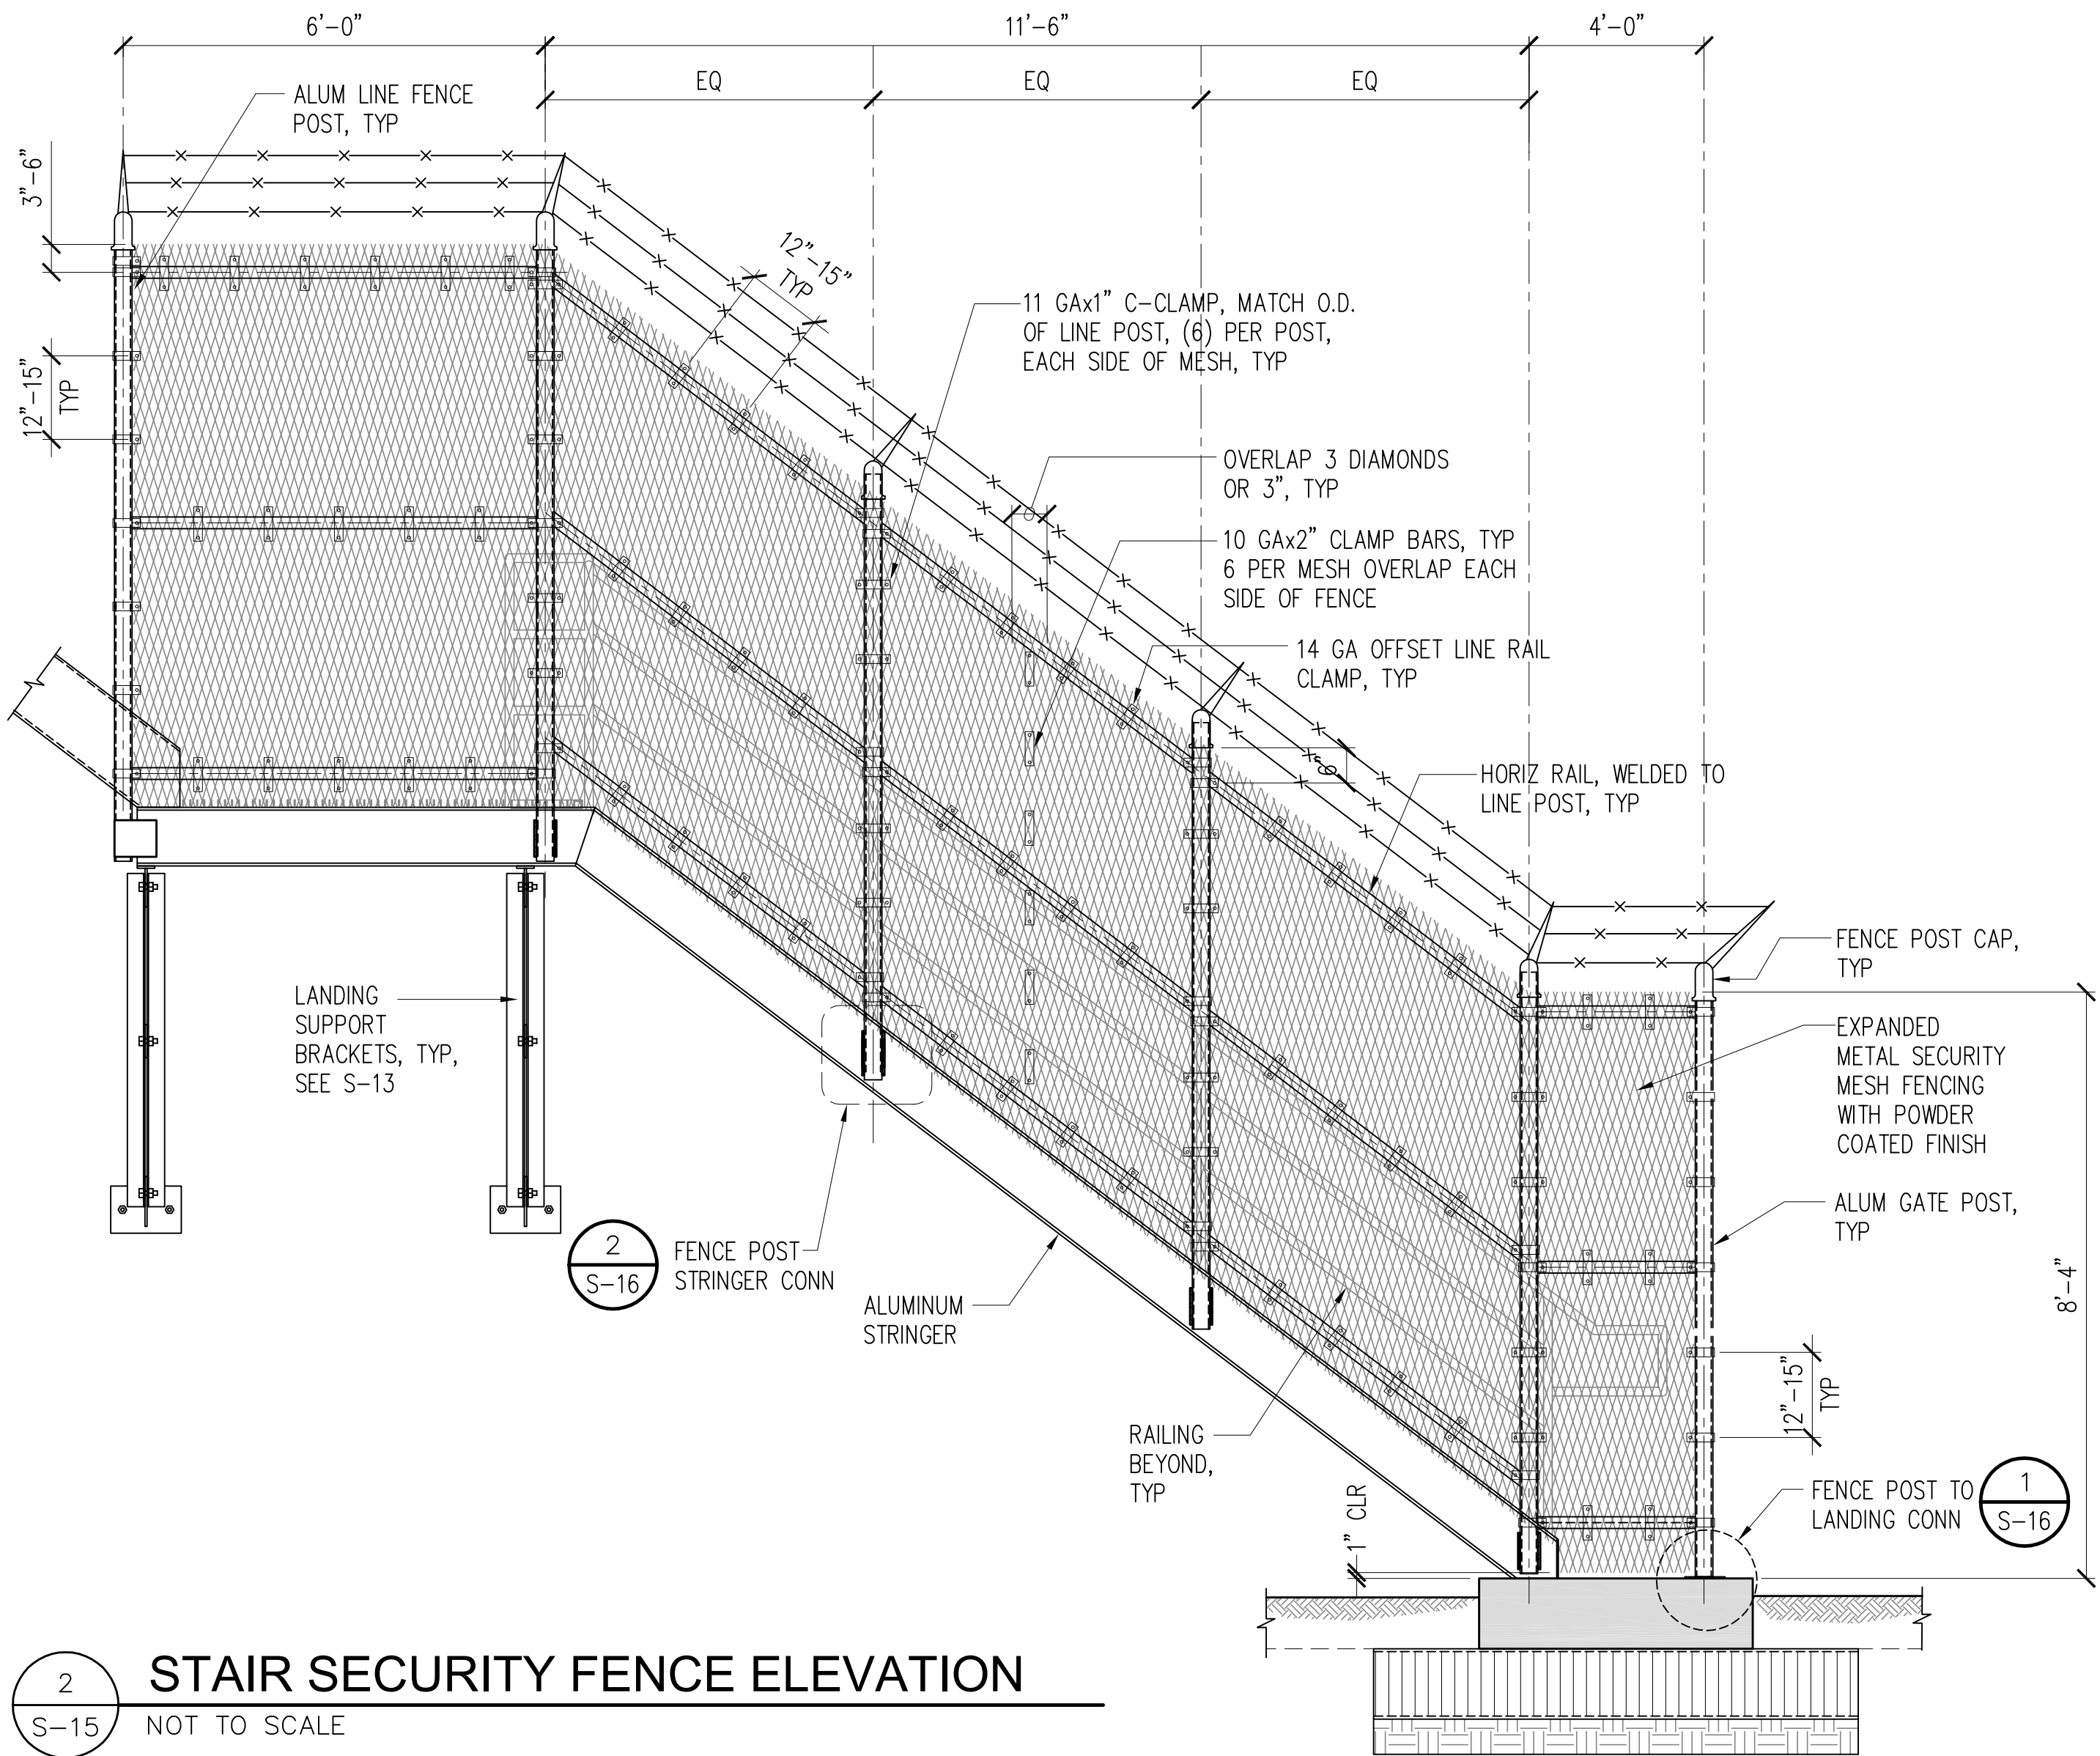 6'-0"
11'-6"
4'-0"
EQ
EQ
EQ
ALUM LINE FENCE
POST, TYP
3"-6"
12"-15"
TYP
12"-15"
TYP
11 GAx1" C-CLAMP, MATCH O.D.
OF LINE POST, (6) PER POST,
EACH SIDE OF MESH, TYP
OVERLAP 3 DIAMONDS
OR 3", TYP
10 GAx2" CLAMP BARS, TYP
6 PER MESH OVERLAP EACH
SIDE OF FENCE
14 GA OFFSET LINE RAIL
CLAMP, TYP
6"
HORIZ RAIL, WELDED TO
LINE POST, TYP
FENCE POST CAP,
TYP
LANDING
SUPPORT
BRACKETS, TYP,
SEE S-13
EXPANDED
METAL SECURITY
MESH FENCING
WITH POWDER
COATED FINISH
ALUM GATE POST,
TYP
8'-4"
2
S-16
FENCE POST
STRINGER CONN
ALUMINUM
STRINGER
12"-15"
TYP
RAILING
BEYOND,
TYP
1" CLR
FENCE POST TO
LANDING CONN
1
S-16
2
S-15
STAIR SECURITY FENCE ELEVATION
NOT TO SCALE